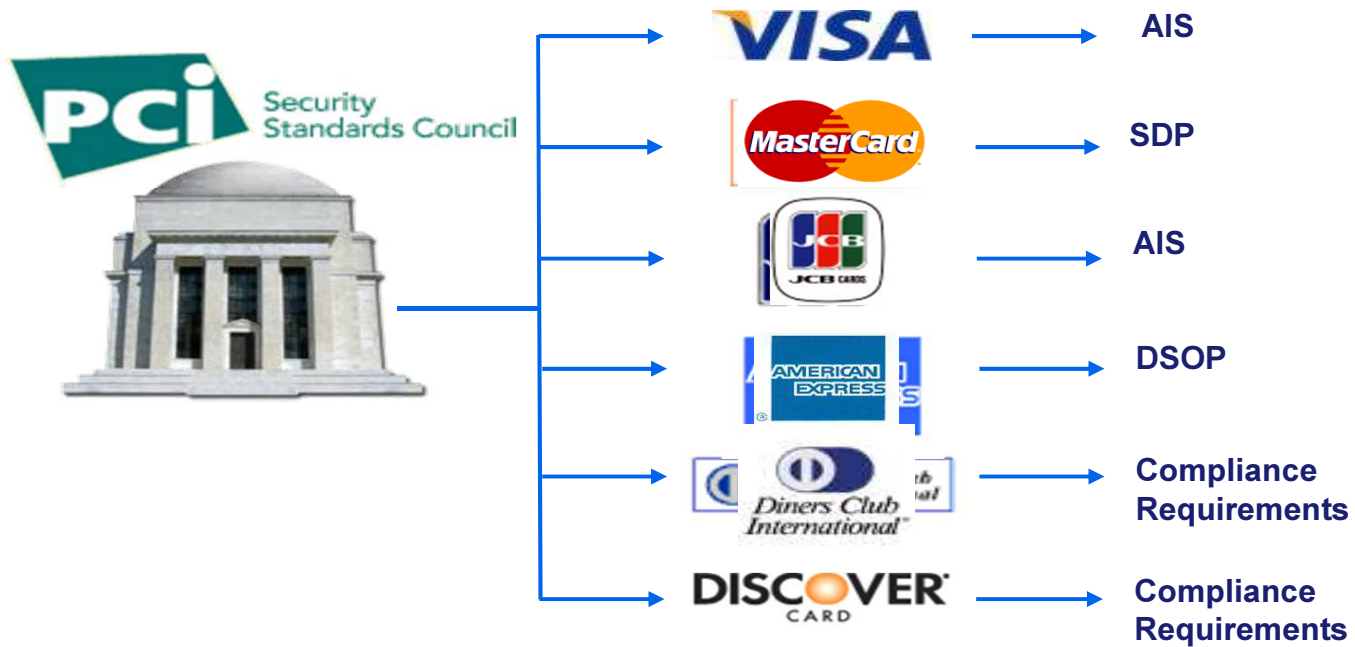 PCi Security
Standards Council
VISA
AIS
MasterCard
SDP
JCB
JCB CARDS
AIS
AMERICAN
EXPRESS
®
DSOP
Diners Club
International
Compliance
Requirements
DISCOVER
CARD
Compliance
Requirements